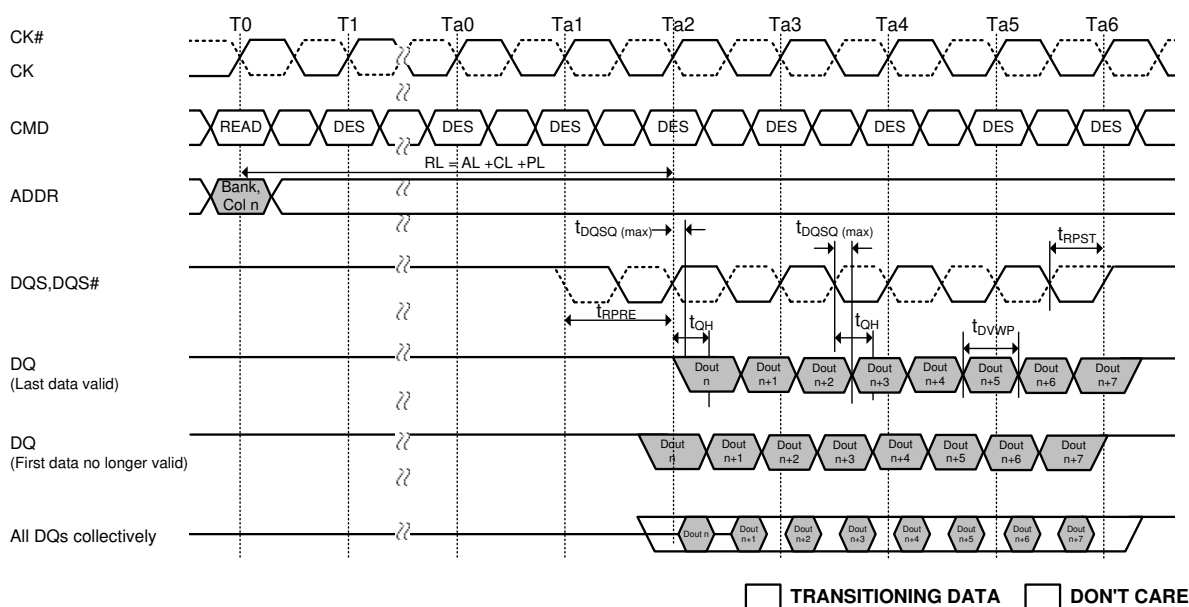 T0 T1 Ta0 Ta1 Ta2 Ta3 Ta4 Ta5 Ta6
CK#
CK
CMD READ DES DES DES DES DES DES DES DES
RL = AL +CL +PL
ADDR Bank,
Col n
tDQSQ (max) tDQSQ (max) tRPST
DQS,DQS#
tRPRE tQH tQH tDVWP
DQ
(Last data valid)
Dout n Dout n+1 Dout n+2 Dout n+3 Dout n+4 Dout n+5 Dout n+6 Dout n+7
DQ
(First data no longer valid)
Dout n Dout n+1 Dout n+2 Dout n+3 Dout n+4 Dout n+5 Dout n+6 Dout n+7
All DQs collectively Dout n Dout n+1 Dout n+2 Dout n+3 Dout n+4 Dout n+5 Dout n+6 Dout n+7
TRANSITIONING DATA DON'T CARE